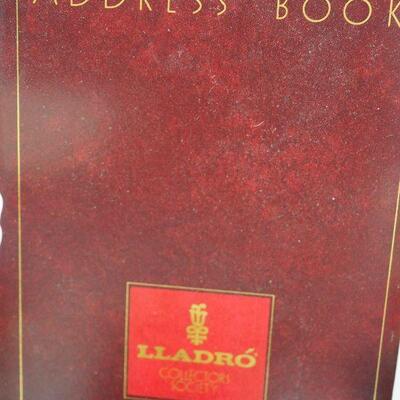 ADDRESS BOOK
LLADRÓ
COLLECTORS
SOCIETY